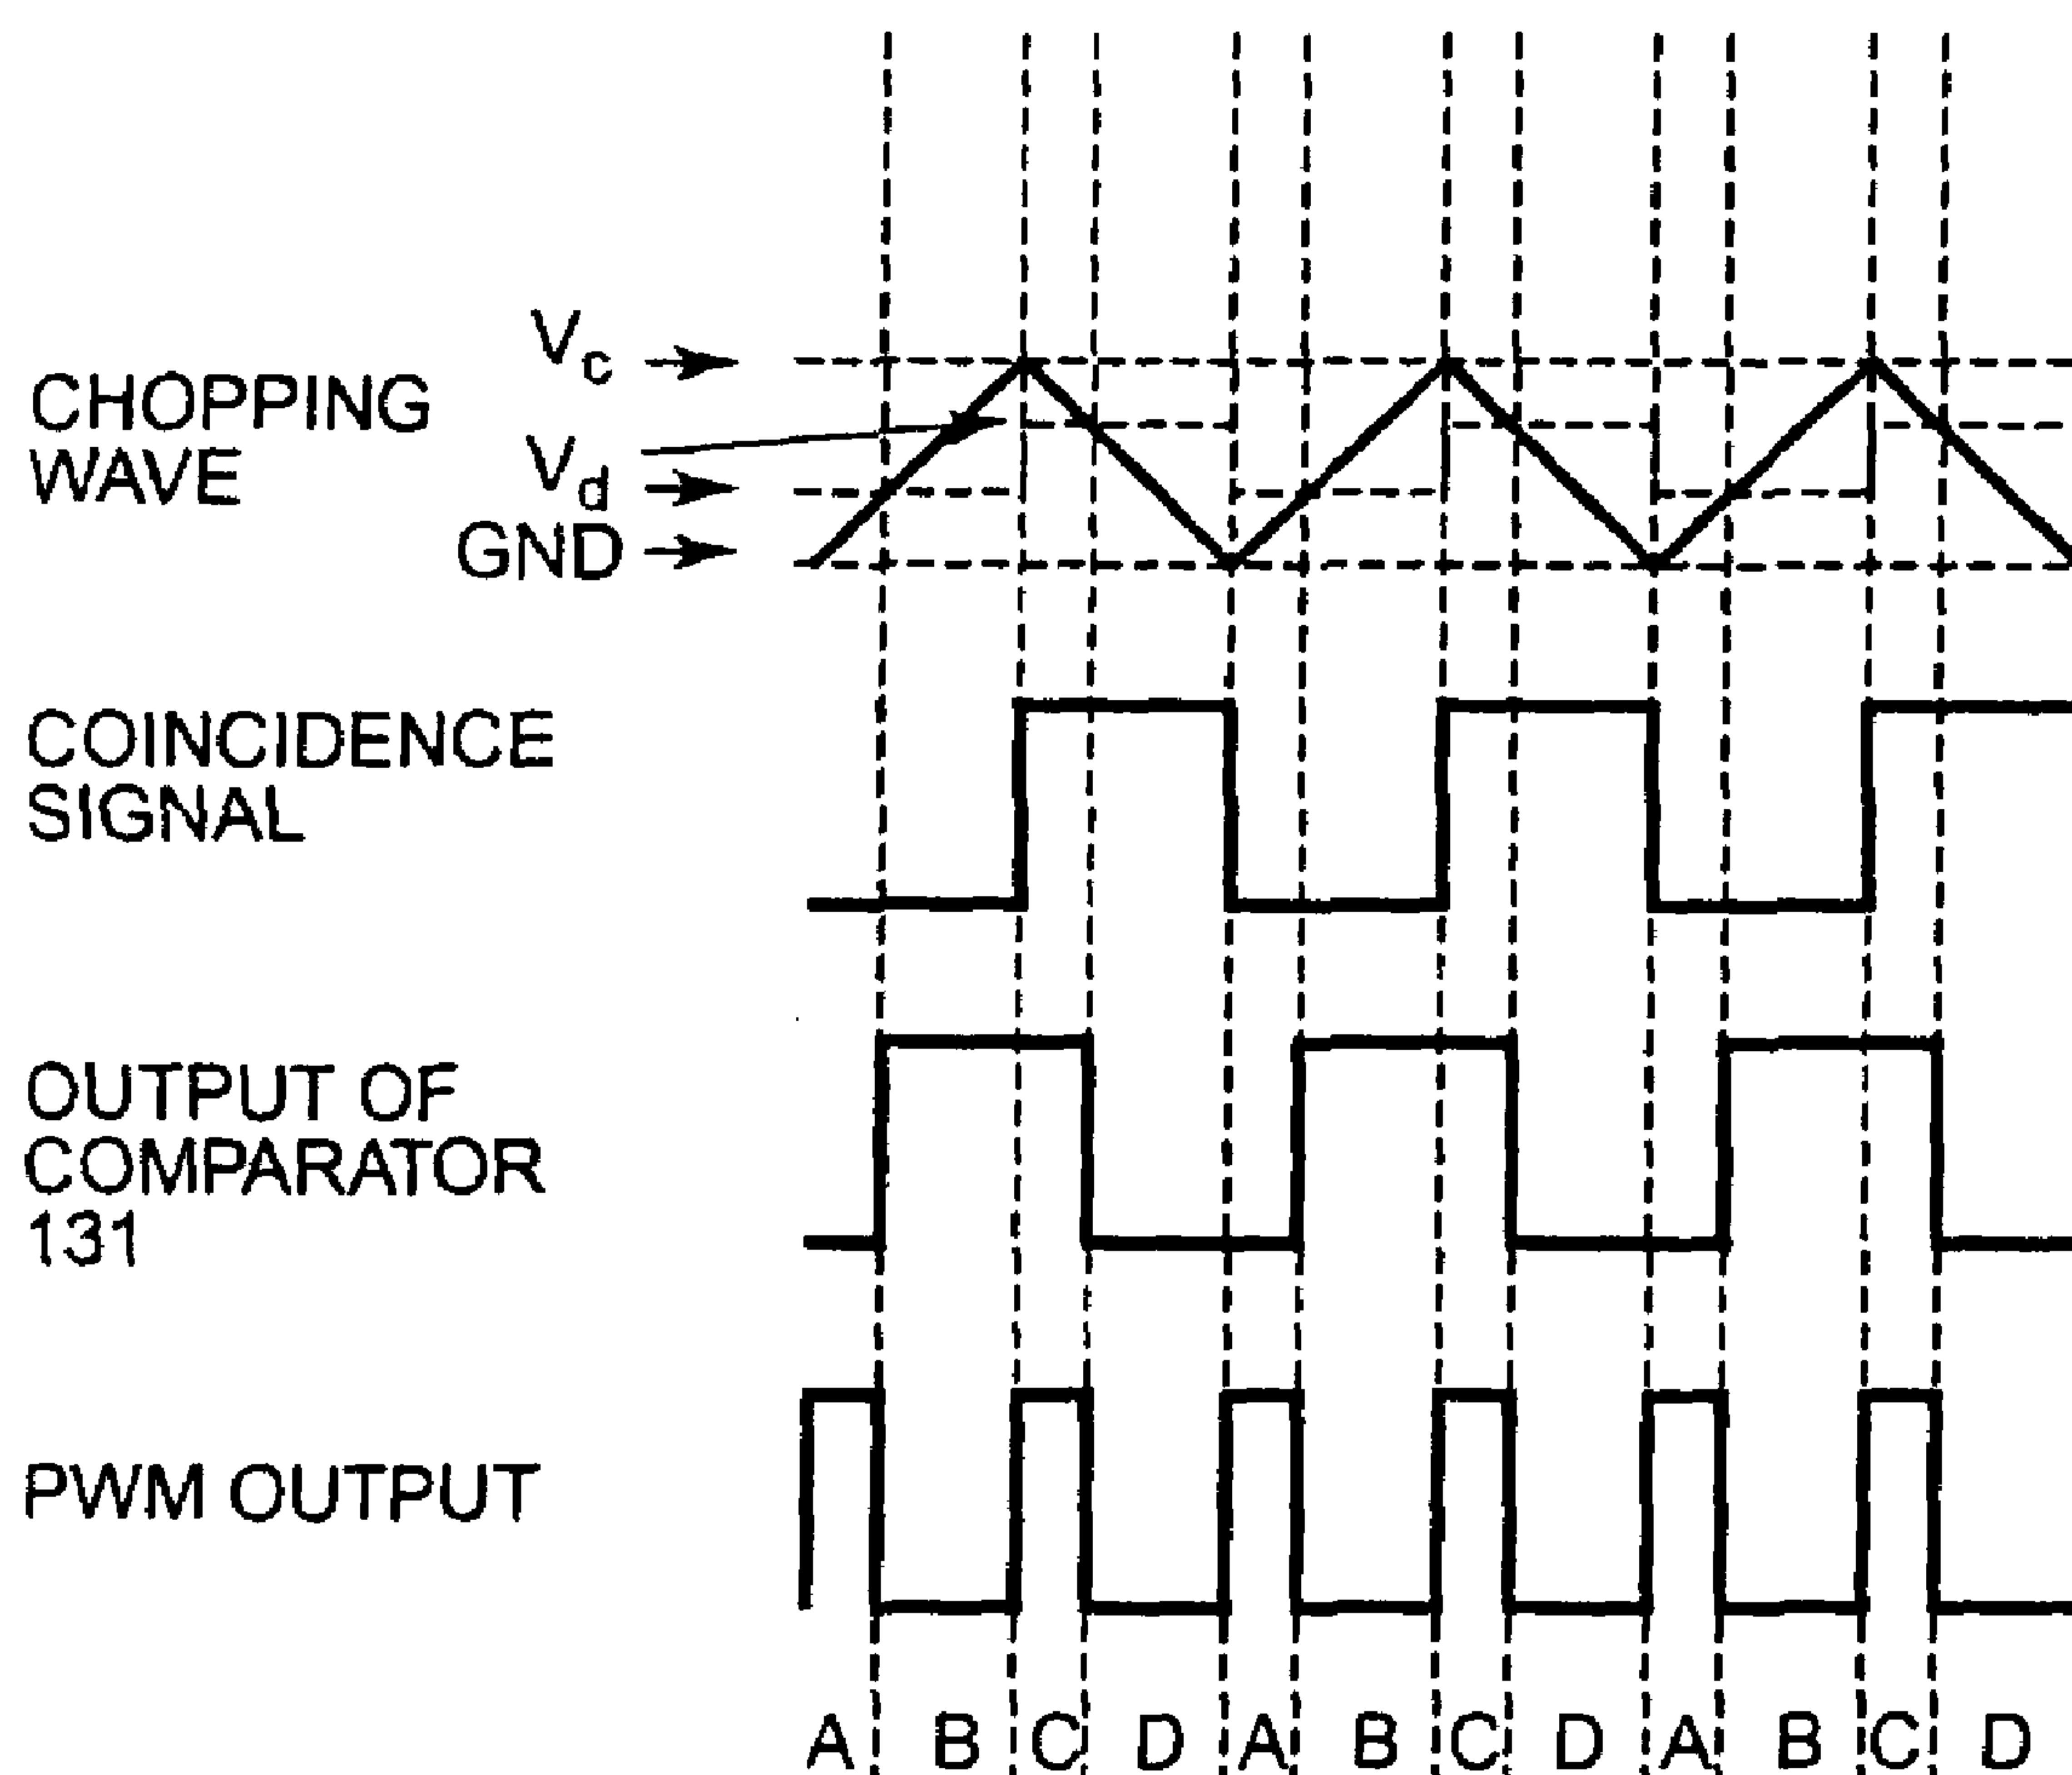 CHOPPING
WAVE
Vc
Vd
GND
COINCIDENCE
SIGNAL
OUTPUT OF
COMPARATOR
131
PWM OUTPUT
A B C D A B C D A B C D